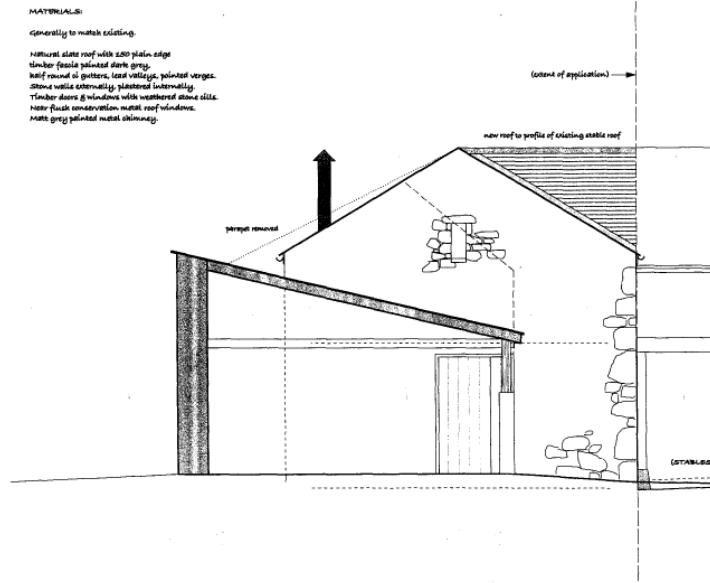 MATERIALS:
Generally to match existing.
Natural slate roof with 150 plain edge
timber fascia painted dark grey,
half round ci gutters, lead valleys, pointed verges.
Stone walls externally, plastered internally.
Timber doors & windows with weathered stone cills.
Near flush conservation metal roof windows.
Matt grey painted metal chimney.
(extent of application)
new roof to profile of existing stable roof
parapet removed
(STABLES